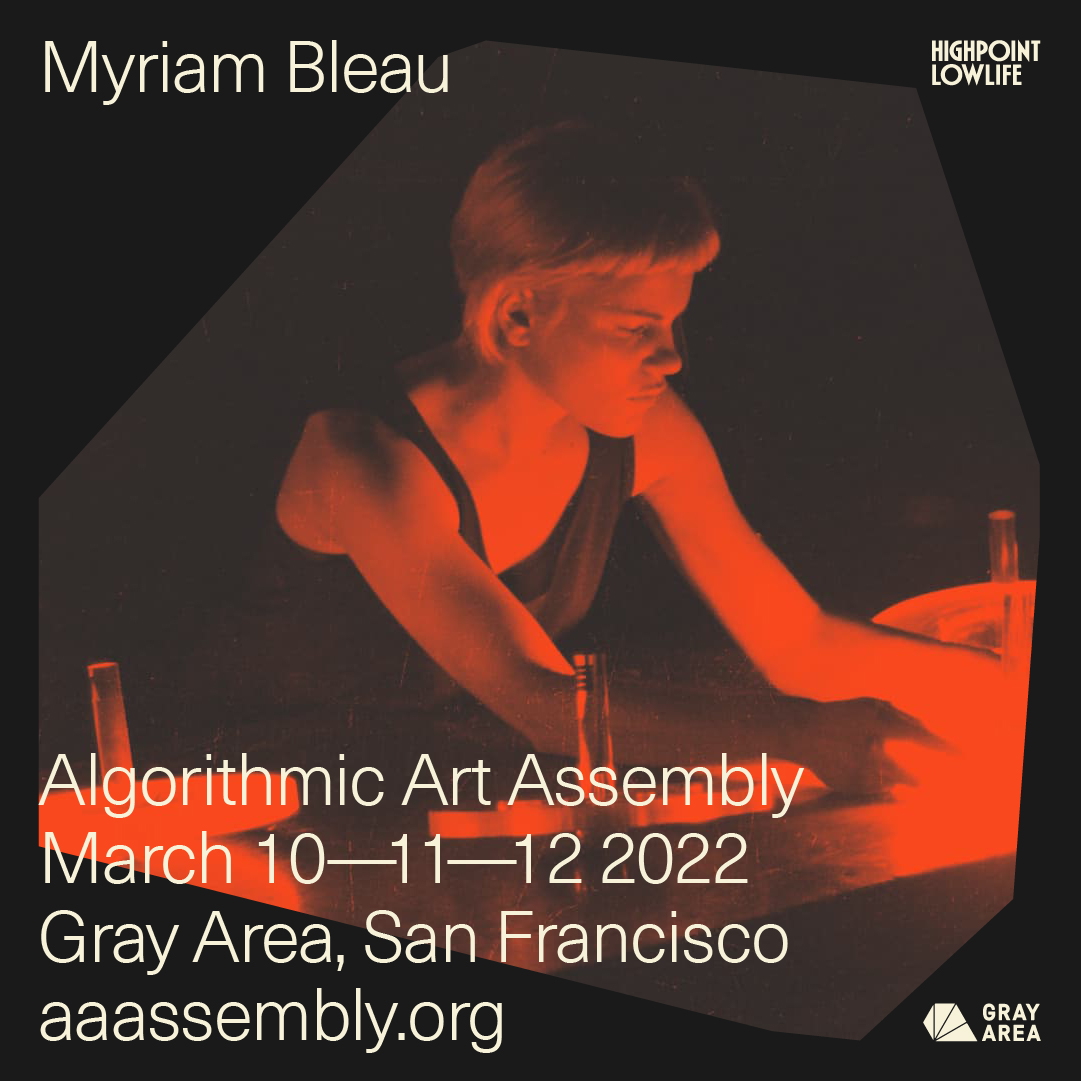 Myriam Bleau
HIGHPOINT
LOWLIFE
Algorithmic Art Assembly
March 10—11—12 2022
Gray Area, San Francisco
aaassembly.org
GRAY
AREA